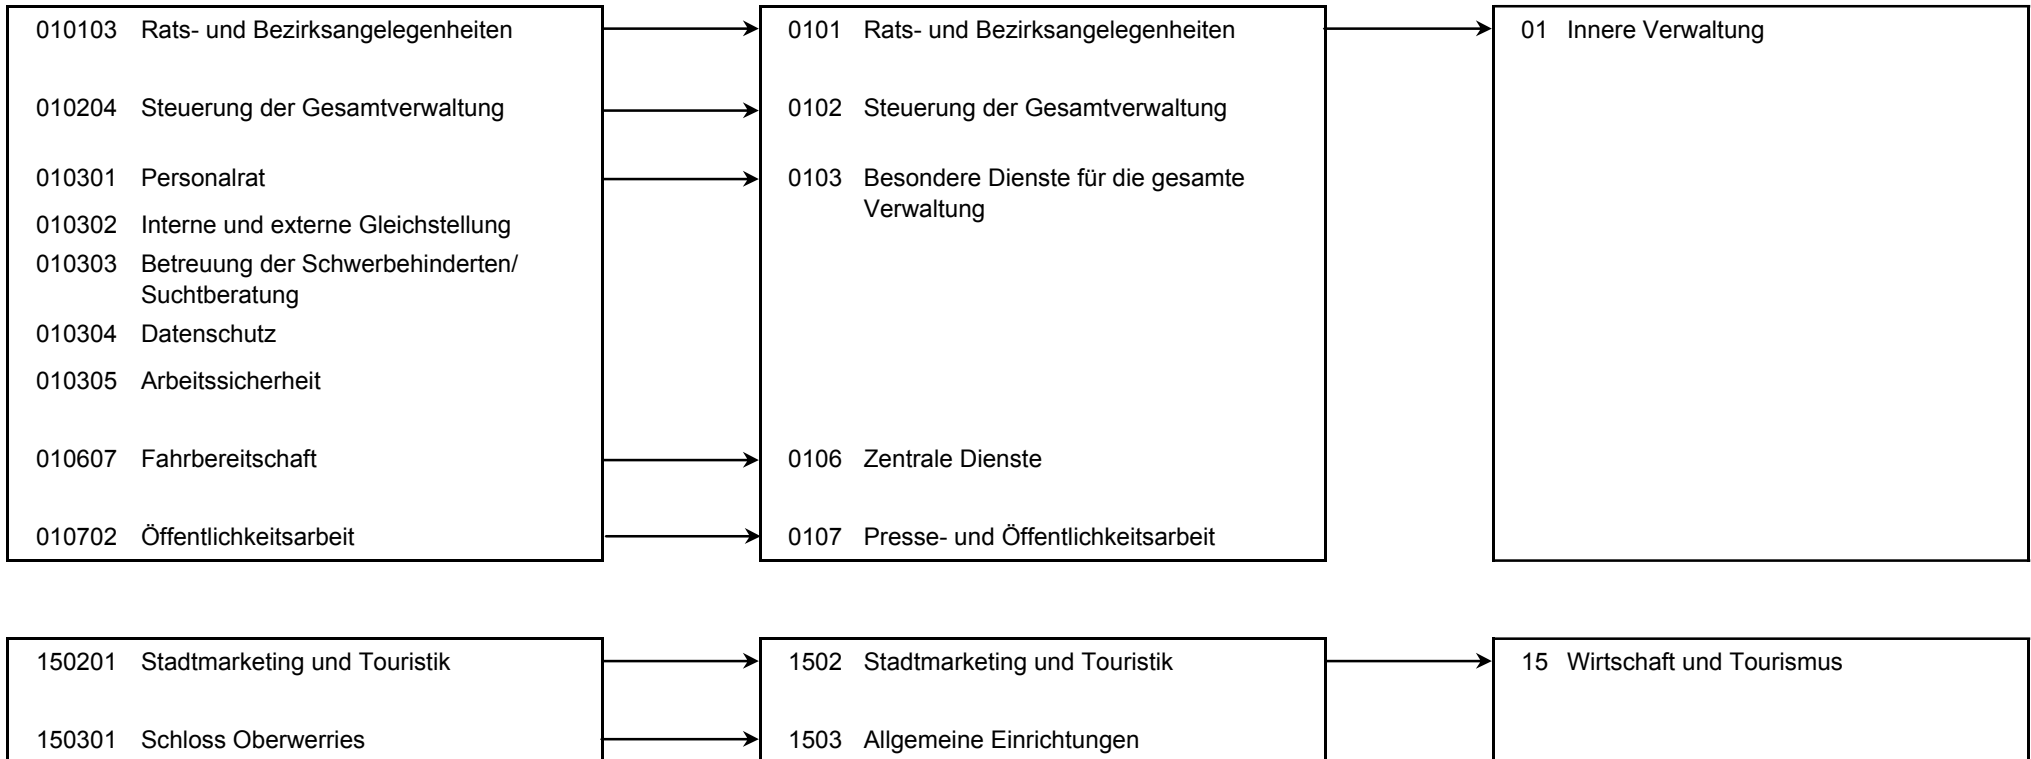 010103 Rats- und Bezirksangelegenheiten 0101 Rats- und Bezirksangelegenheiten 01 Innere Verwaltung
010204 Steuerung der Gesamtverwaltung 0102 Steuerung der Gesamtverwaltung
010301 Personalrat 0103 Besondere Dienste für die gesamte
Verwaltung
010302 Interne und externe Gleichstellung
010303 Betreuung der Schwerbehinderten/
Suchtberatung
010304 Datenschutz
010305 Arbeitssicherheit
010607 Fahrbereitschaft 0106 Zentrale Dienste
010702 Öffentlichkeitsarbeit 0107 Presse- und Öffentlichkeitsarbeit
150201 Stadtmarketing und Touristik 1502 Stadtmarketing und Touristik 15 Wirtschaft und Tourismus
150301 Schloss Oberwerries 1503 Allgemeine Einrichtungen